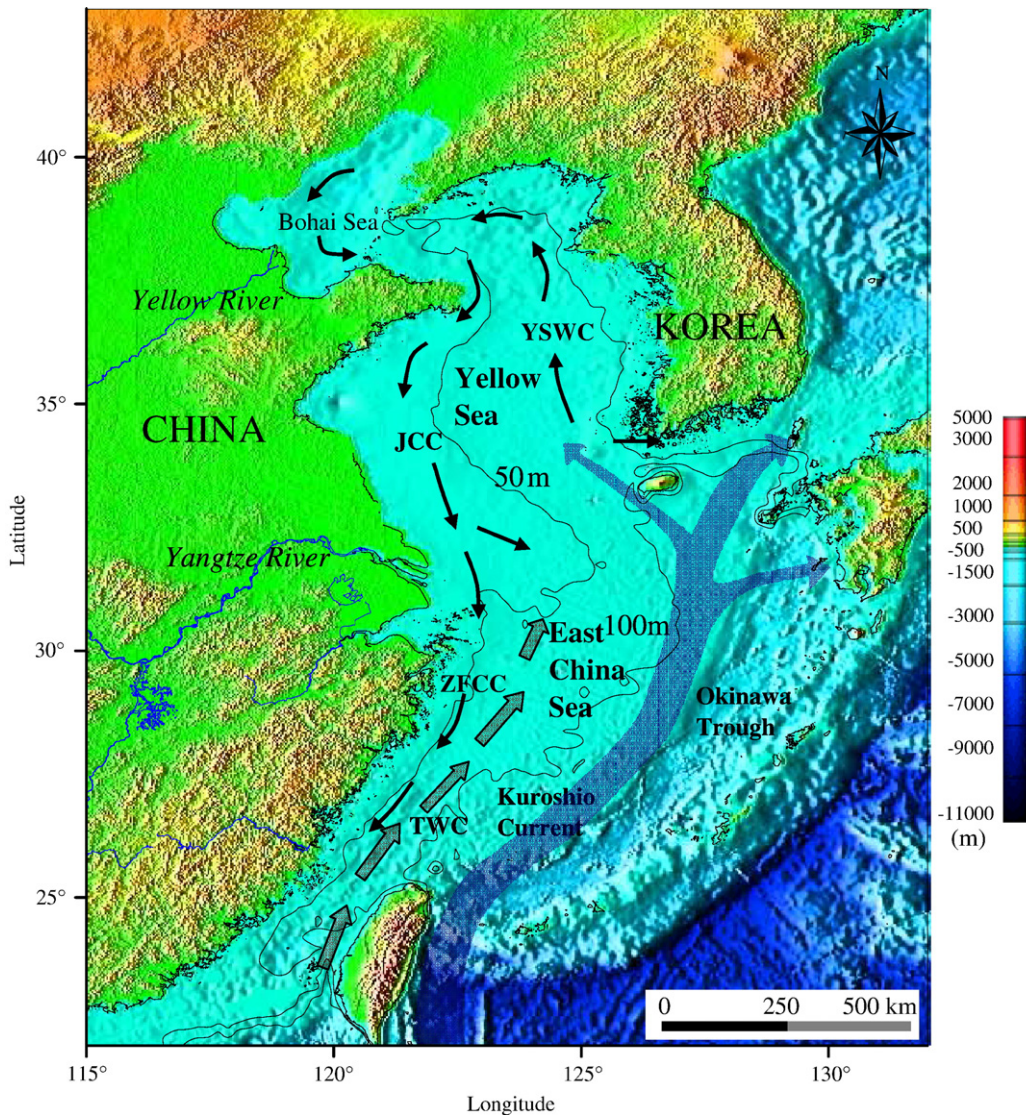 N
40°
Bohai Sea
Yellow River
YSWC
KOREA
Yellow
Sea
35°
CHINA
JCC
50 m
Latitude
Yangtze River
East
100m
China
Sea
30°
ZFCC
Okinawa
Trough
Kuroshio
Current
TWC
25°
0 250 500 km
115° 120° 125° 130°
Longitude
5000
3000
2000
1000
500
-500
-1500
-3000
-5000
-7000
-9000
-11000
(m)